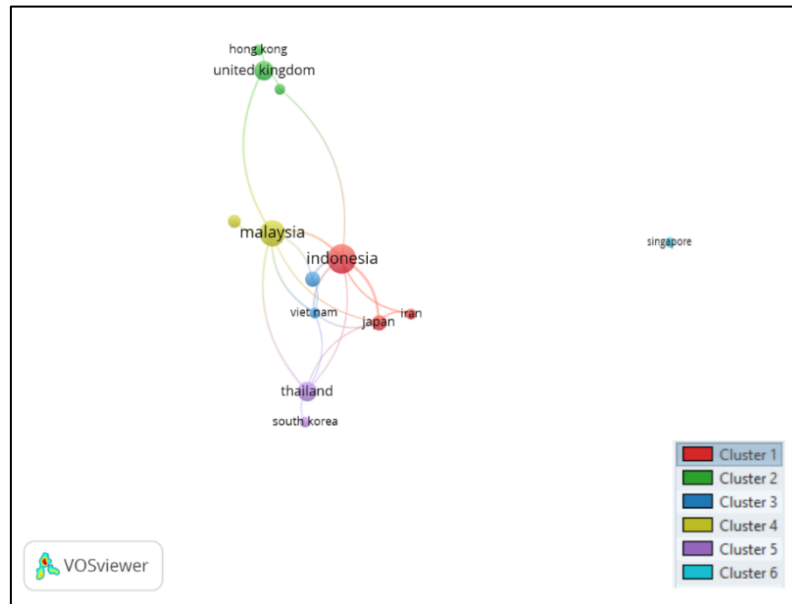 hong kong
united kingdom
malaysia
indonesia
singapore
viet nam
japan
iran
thailand
south korea
Cluster 1
Cluster 2
Cluster 3
Cluster 4
Cluster 5
Cluster 6
VOSviewer